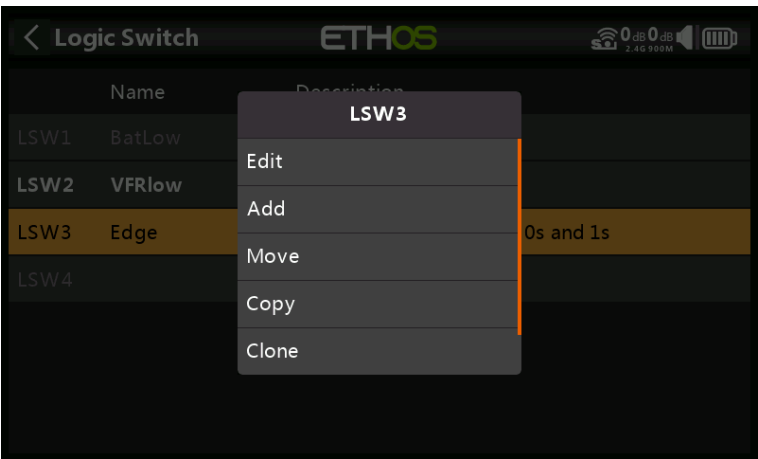 Logic Switch ETHOS 0dB 0dB
2.4G 900M
Name Description
LSW3
LSW1 BatLow
Edit
LSW2 VFRlow
Add
LSW3 Edge 0s and 1s
Move
LSW4
Copy
Clone